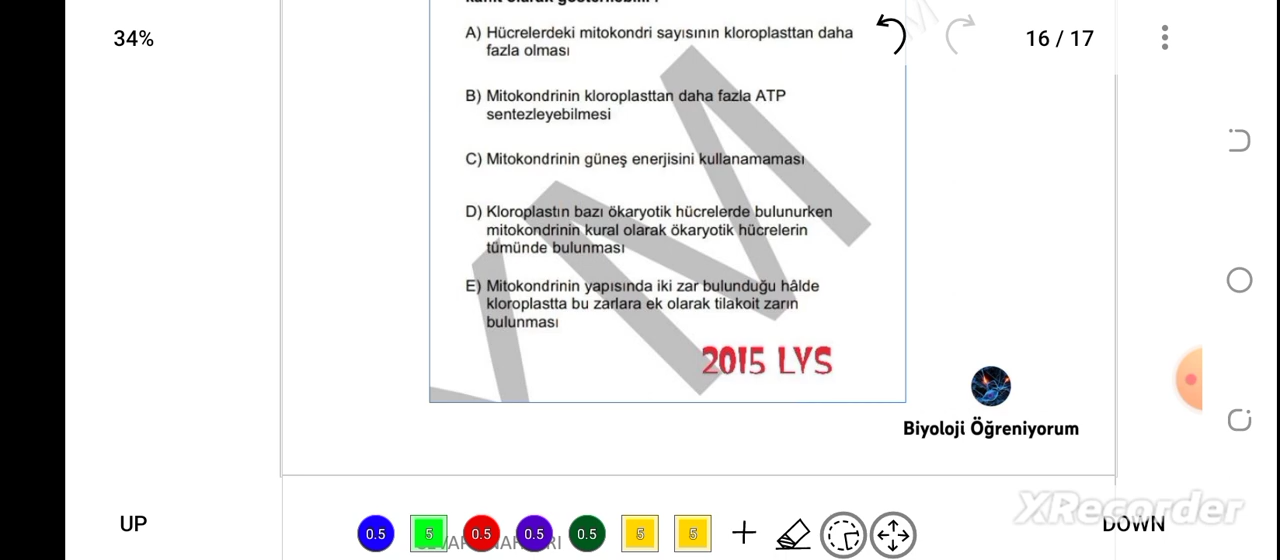 34%
16 / 17
A) Hücrelerdeki mitokondri sayısının kloroplasttan daha
fazla olması
B) Mitokondrinin kloroplasttan daha fazla ATP
sentezleyebilmesi
C) Mitokondrinin güneş enerjisini kullanamaması
D) Kloroplastın bazı ökaryotik hücrelerde bulunurken
mitokondrinin kural olarak ökaryotik hücrelerin
tümünde bulunması
E) Mitokondrinin yapısında iki zar bulunduğu hâlde
kloroplastta bu zarlara ek olarak tilakoit zarın
bulunması
2015 LYS
Biyoloji Öğreniyorum
XRecorder
UP
DOWN
0.5
5
0.5
0.5
0.5
5
5